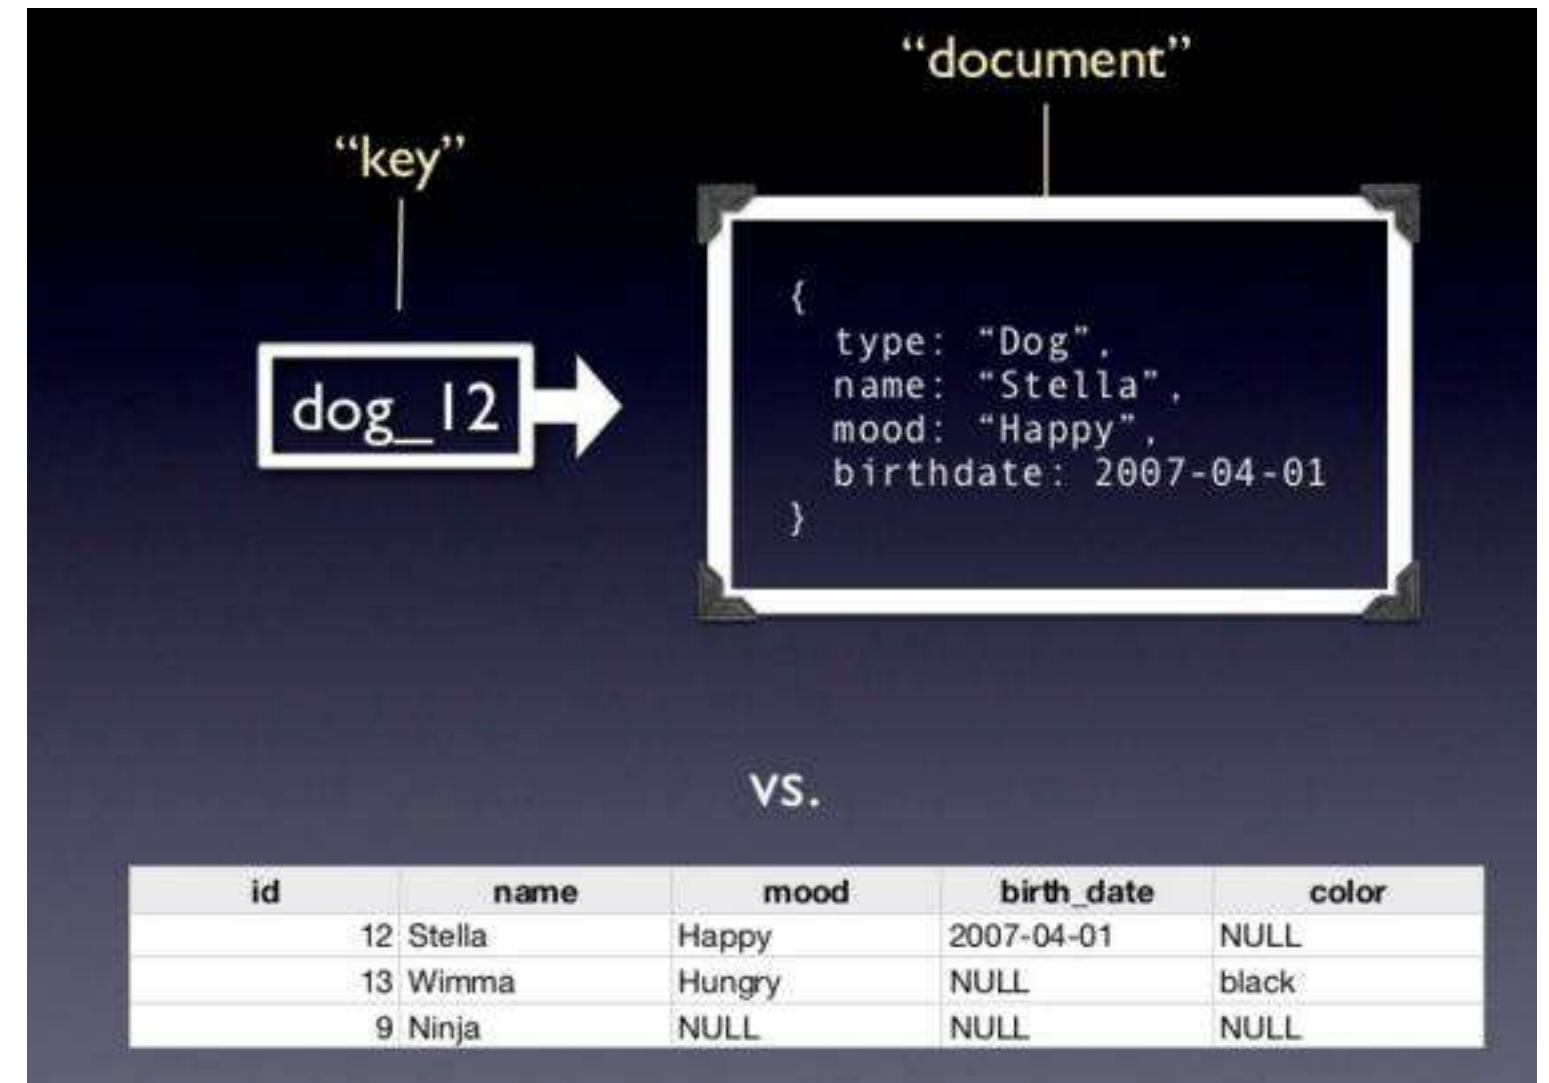 “document”
“key”
dog_12
{
type: “Dog”,
name: “Stella”,
mood: “Happy”,
birthdate: 2007-04-01
}
vs.
id name mood birth_date color
12 Stella Happy 2007-04-01 NULL
13 Wimma Hungry NULL black
9 Ninja NULL NULL NULL